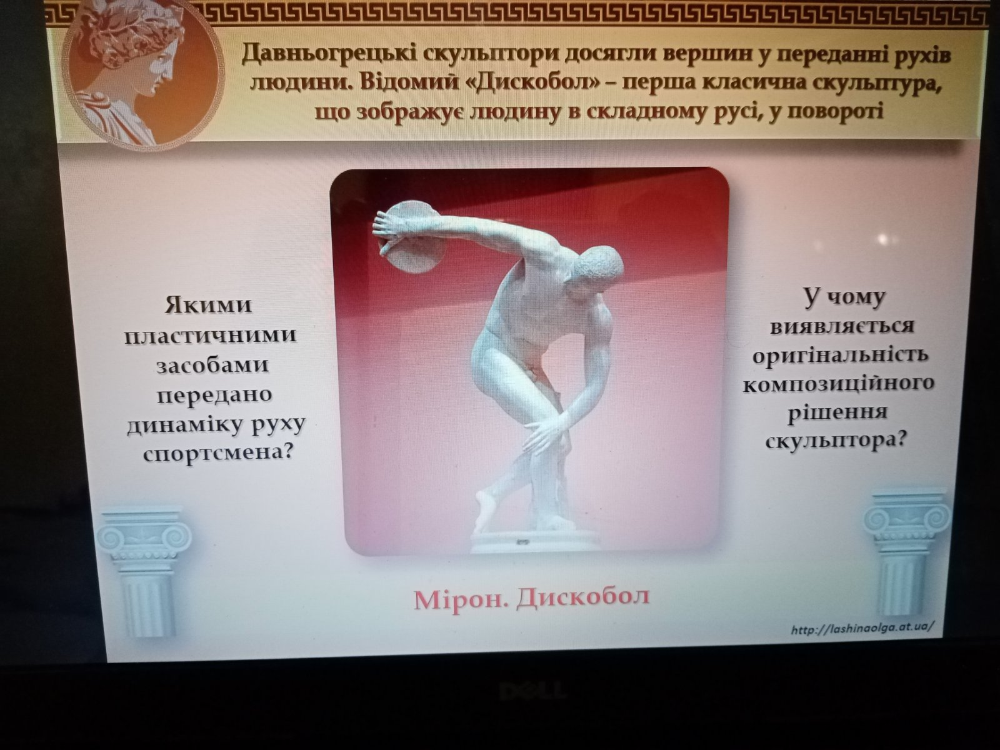 Давньогрецькі скульптори досягли вершин у переданні рухів
людини. Відомий «Дискобол» – перша класична скульптура,
що зображує людину в складному русі, у повороті
Якими
пластичними
засобами
передано
динаміку руху
спортсмена?
У чому
виявляється
оригінальність
композиційного
рішення
скульптора?
Мірон. Дискобол
http://lashinaolga.at.ua/
DELL